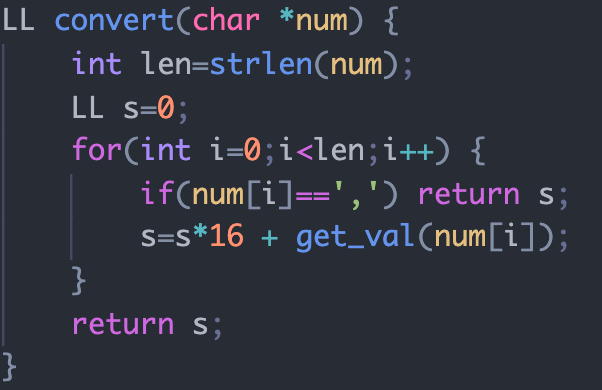 LL convert(char *num) {
    int len=strlen(num);
    LL s=0;
    for(int i=0;i<len;i++) {
        if(num[i]==',') return s;
        s=s*16 + get_val(num[i]);
    }
    return s;
}